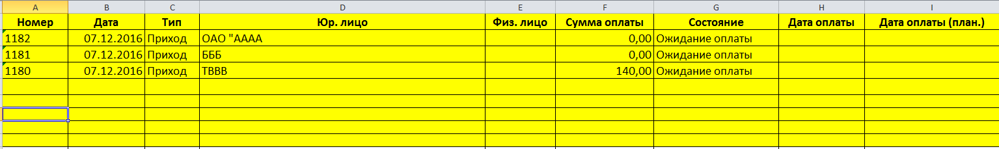 A B C D E F G H I
Номер Дата Тип Юр. лицо Физ. лицо Сумма оплаты Состояние Дата оплаты Дата оплаты (план.)
1182 07.12.2016 Приход ОАО "АААА 0,00 Ожидание оплаты
1181 07.12.2016 Приход БББ 0,00 Ожидание оплаты
1180 07.12.2016 Приход ТВВВ 140,00 Ожидание оплаты